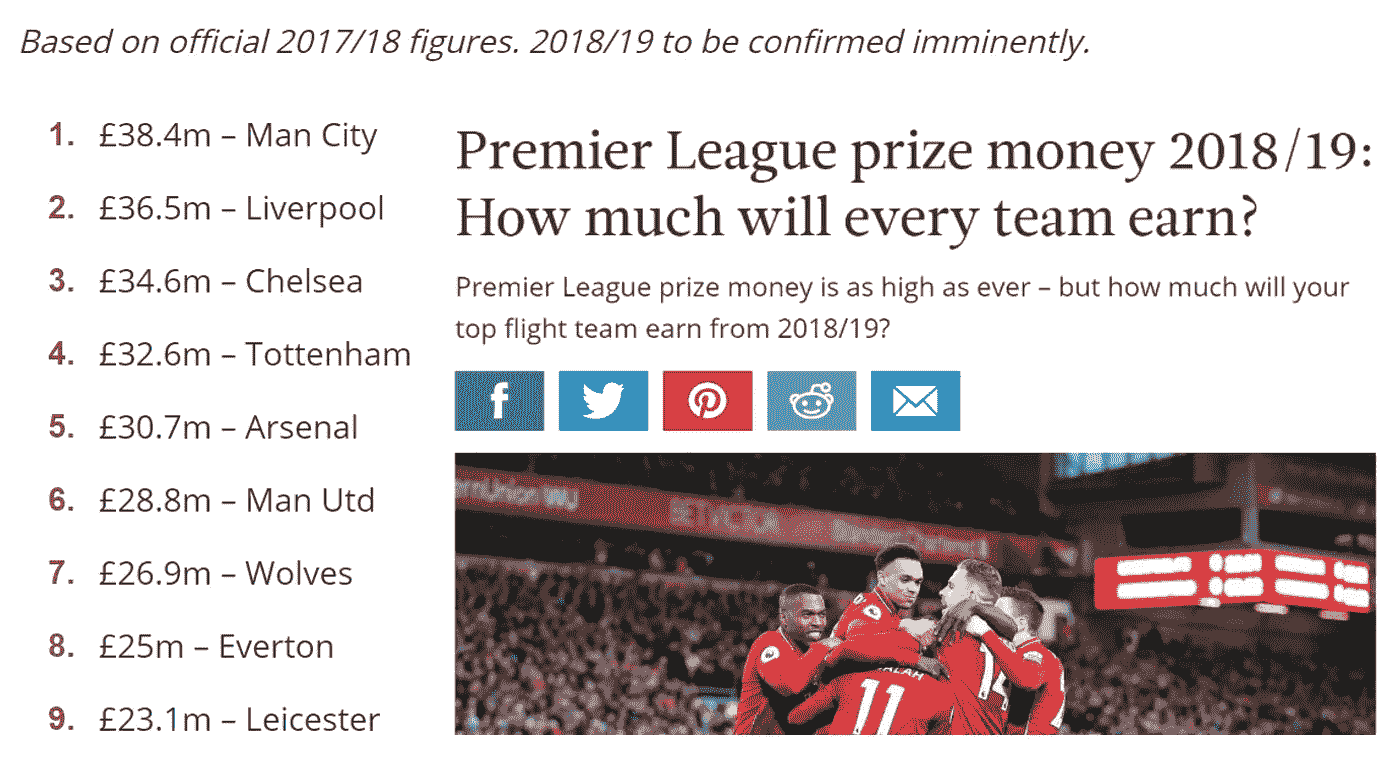 Based on official 2017/18 figures. 2018/19 to be confirmed imminently.
1. £38.4m – Man City
2. £36.5m – Liverpool
3. £34.6m – Chelsea
4. £32.6m – Tottenham
5. £30.7m – Arsenal
6. £28.8m – Man Utd
7. £26.9m – Wolves
8. £25m – Everton
9. £23.1m – Leicester
Premier League prize money 2018/19:
How much will every team earn?
Premier League prize money is as high as ever – but how much will your
top flight team earn from 2018/19?
11
14